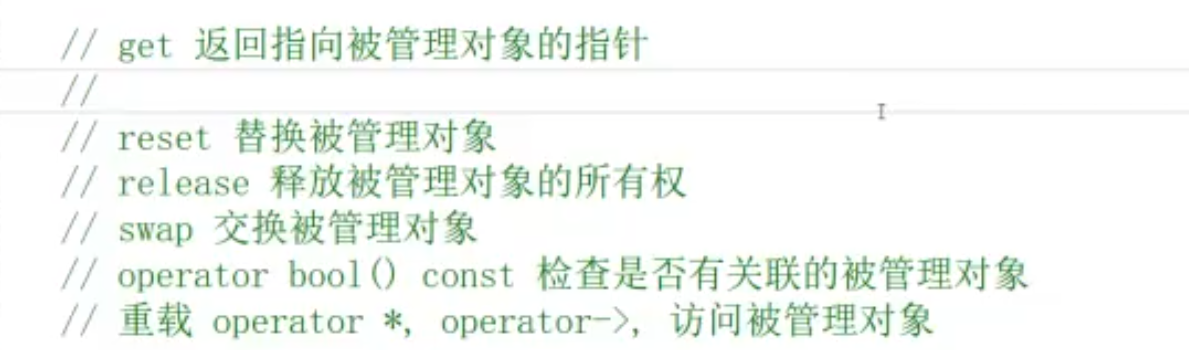 // get 返回指向被管理对象的指针
//
// reset 替换被管理对象
// release 释放被管理对象的所有权
// swap 交换被管理对象
// operator bool() const 检查是否有关联的被管理对象
// 重载 operator *, operator->, 访问被管理对象